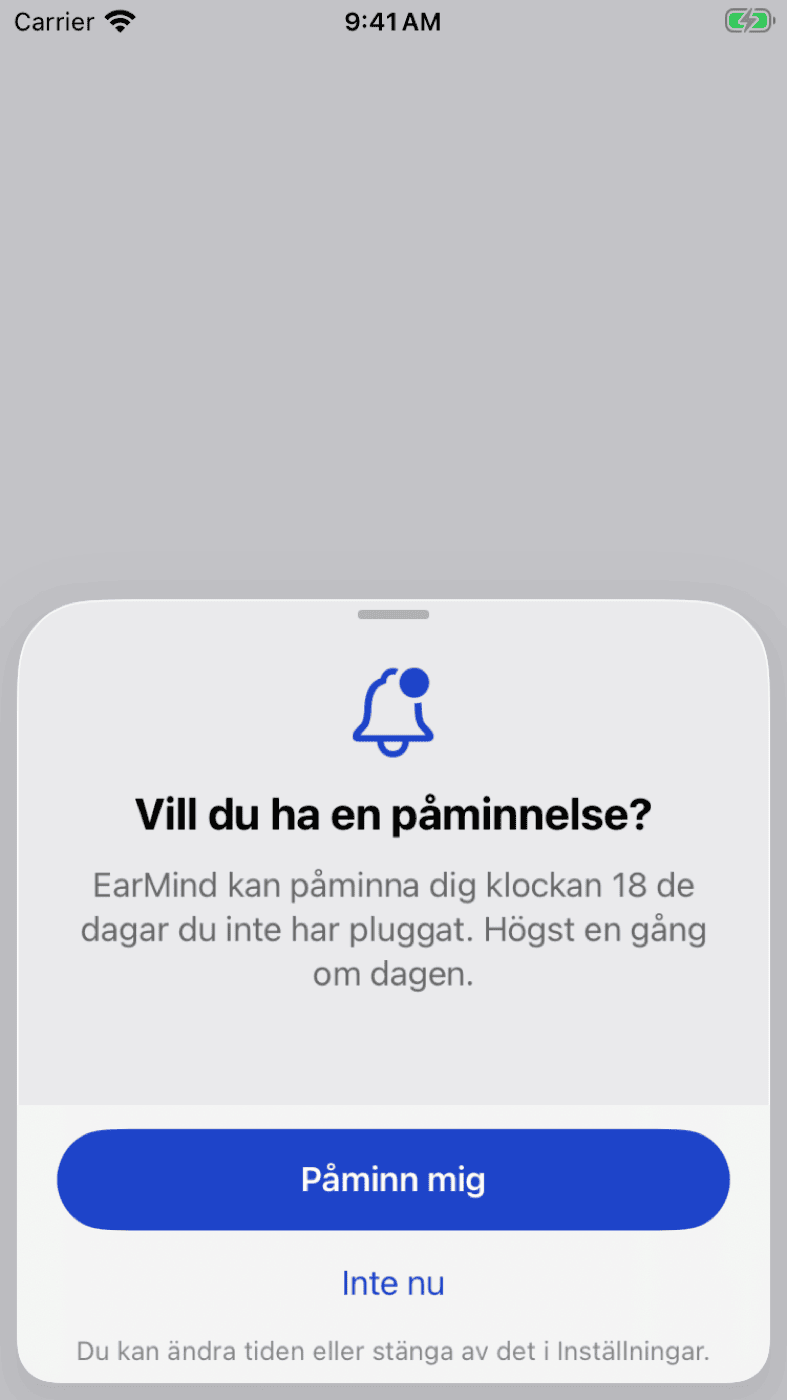 Carrier
9:41 AM
Vill du ha en påminnelse?
EarMind kan påminna dig klockan 18 de
dagar du inte har pluggat. Högst en gång
om dagen.
Påminn mig
Inte nu
Du kan ändra tiden eller stänga av det i Inställningar.